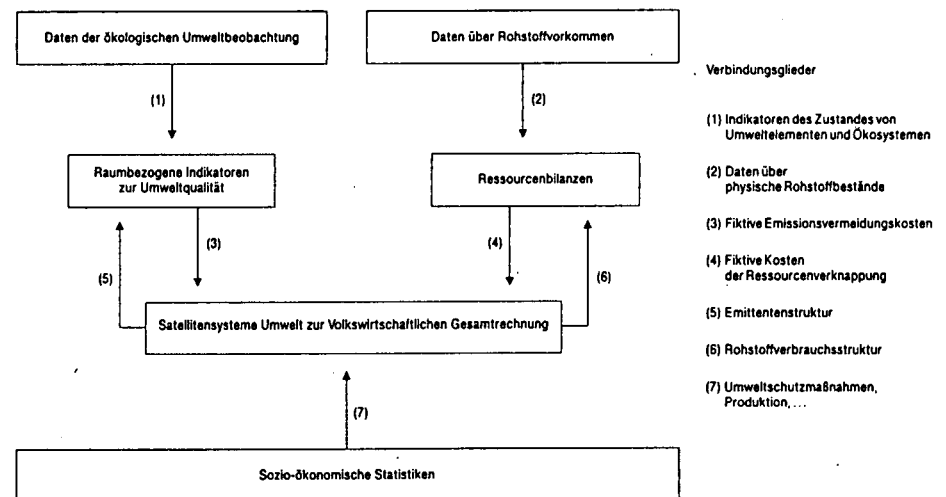 Daten der ökologischen Umweltbeobachtung
Daten über Rohstoffvorkommen
(1)
(2)
Raumbezogene Indikatoren
zur Umweltqualität
Ressourcenbilanzen
(3)
(4)
(5)
(6)
Satellitensysteme Umwelt zur Volkswirtschaftlichen Gesamtrechnung
(7)
Sozio-ökonomische Statistiken
Verbindungsglieder
(1) Indikatoren des Zustandes von
Umweltelementen und Ökosystemen
(2) Daten über
physische Rohstoffbestände
(3) Fiktive Emissionsvermeidungskosten
(4) Fiktive Kosten
der Ressourcenverknappung
(5) Emittentenstruktur
(6) Rohstoffverbrauchsstruktur
(7) Umweltschutzmaßnahmen,
Produktion, ...